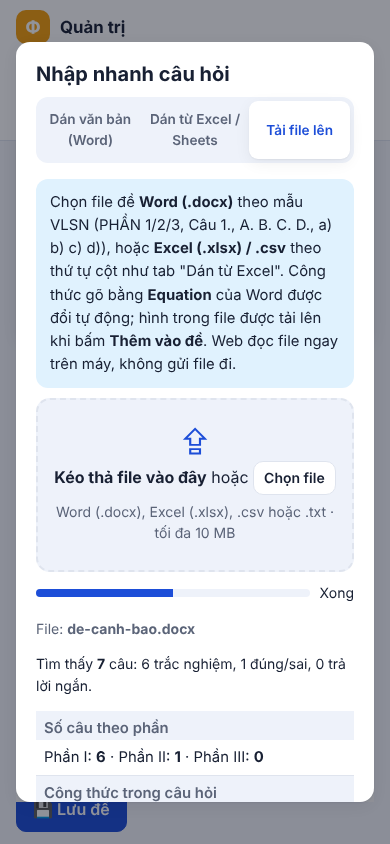 Φ Quản trị
Nhập nhanh câu hỏi
Dán văn bản
(Word)
Dán từ Excel /
Sheets
Tải file lên
Chọn file đề Word (.docx) theo mẫu
VLSN (PHẦN 1/2/3, Câu 1., A. B. C. D., a)
b) c) d)), hoặc Excel (.xlsx) / .csv theo
thứ tự cột như tab "Dán từ Excel". Công
thức gõ bằng Equation của Word được
đổi tự động; hình trong file được tải lên
khi bấm Thêm vào đề. Web đọc file ngay
trên máy, không gửi file đi.
Kéo thả file vào đây hoặc Chọn file
Word (.docx), Excel (.xlsx), .csv hoặc .txt ·
tối đa 10 MB
Xong
File: de-canh-bao.docx
Tìm thấy 7 câu: 6 trắc nghiệm, 1 đúng/sai, 0 trả
lời ngắn.
Số câu theo phần
Phần I: 6 · Phần II: 1 · Phần III: 0
Công thức trong câu hỏi
Lưu đề